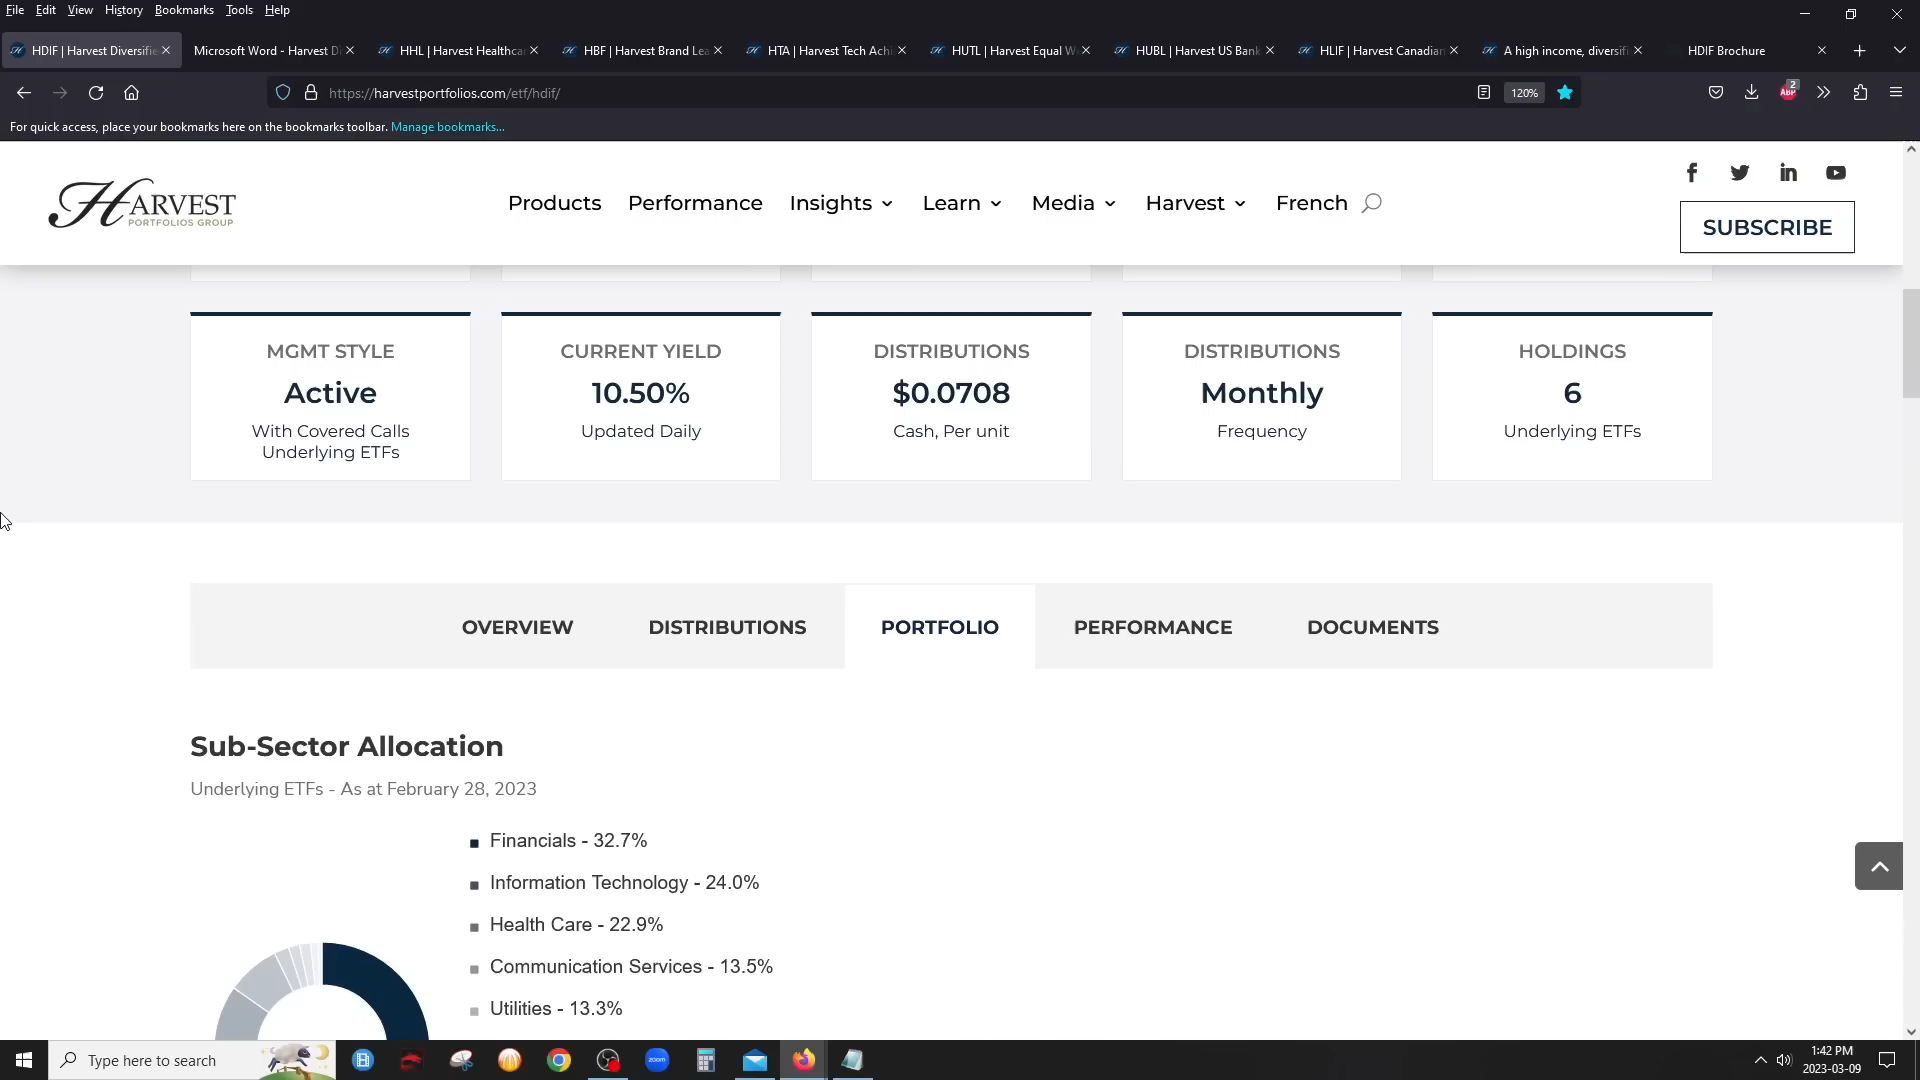 File Edit View History Bookmarks Tools Help
HDIF | Harvest Diversifie
Microsoft Word - Harvest D
HHL | Harvest Healthca
HBF | Harvest Brand Lea
HTA | Harvest Tech Achi
HUTL | Harvest Equal W
HUBL | Harvest US Bank
HLIF | Harvest Canadian
A high income, diversifi
HDIF Brochure
https://harvestportfolios.com/etf/hdif/
120%
ABP
2
For quick access, place your bookmarks here on the bookmarks toolbar. Manage bookmarks...
HARVEST
PORTFOLIOS GROUP
Products Performance Insights Learn Media Harvest French
SUBSCRIBE
MGMT STYLE
Active
With Covered Calls
Underlying ETFs
CURRENT YIELD
10.50%
Updated Daily
DISTRIBUTIONS
$0.0708
Cash, Per unit
DISTRIBUTIONS
Monthly
Frequency
HOLDINGS
6
Underlying ETFs
OVERVIEW DISTRIBUTIONS PORTFOLIO PERFORMANCE DOCUMENTS
Sub-Sector Allocation
Underlying ETFs - As at February 28, 2023
Financials - 32.7%
Information Technology - 24.0%
Health Care - 22.9%
Communication Services - 13.5%
Utilities - 13.3%
Type here to search
zoom
1:42 PM
2023-03-09